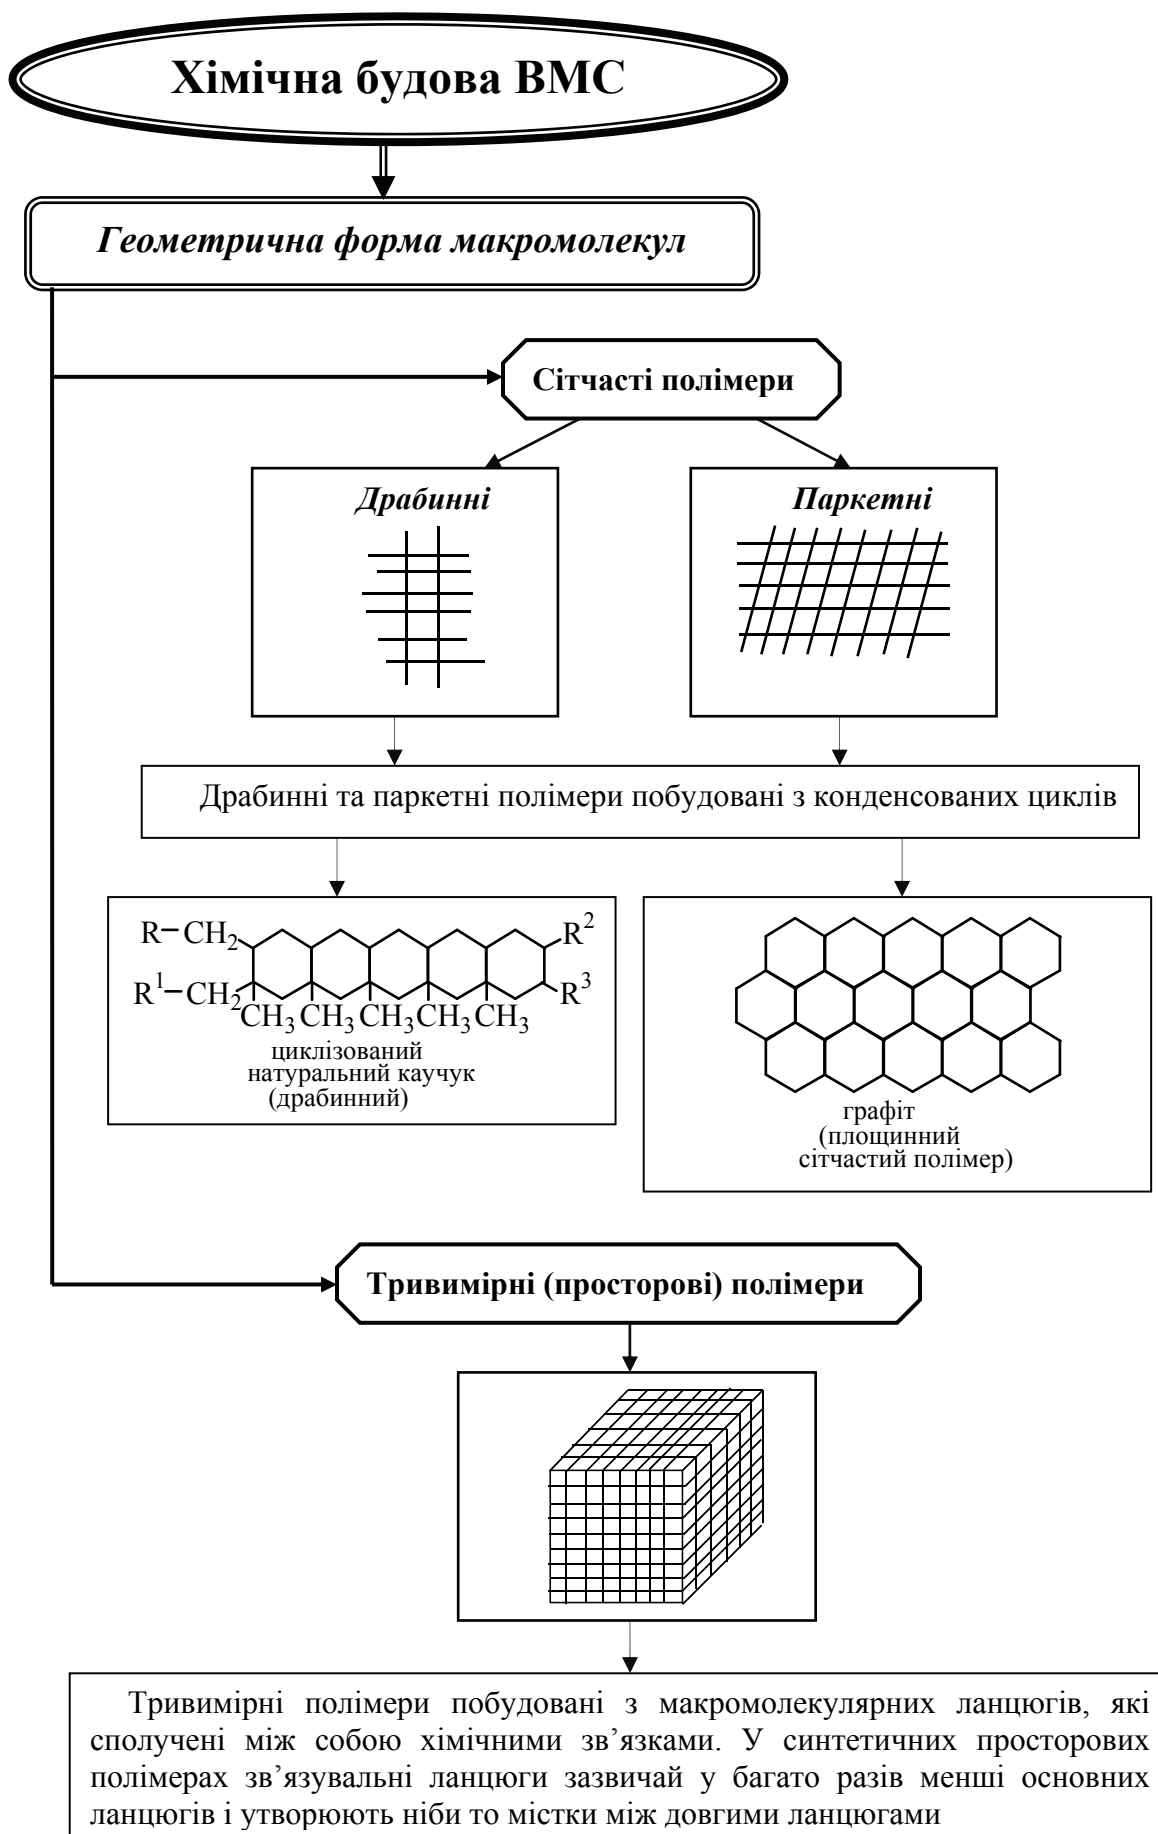 Хімічна будова ВМС
Геометрична форма макромолекул
Сітчасті полімери
Драбинні
Паркетні
Драбинні та паркетні полімери побудовані з конденсованих циклів
R–CH₂
R²
R¹–CH₂
R³
CH₃ CH₃ CH₃ CH₃ CH₃
циклізований
натуральний каучук
(драбинний)
графіт
(площинний
сітчастий полімер)
Тривимірні (просторові) полімери
Тривимірні полімери побудовані з макромолекулярних ланцюгів, які
сполучені між собою хімічними зв’язками. У синтетичних просторових
полімерах зв’язувальні ланцюги зазвичай у багато разів менші основних
ланцюгів і утворюють ніби то містки між довгими ланцюгами